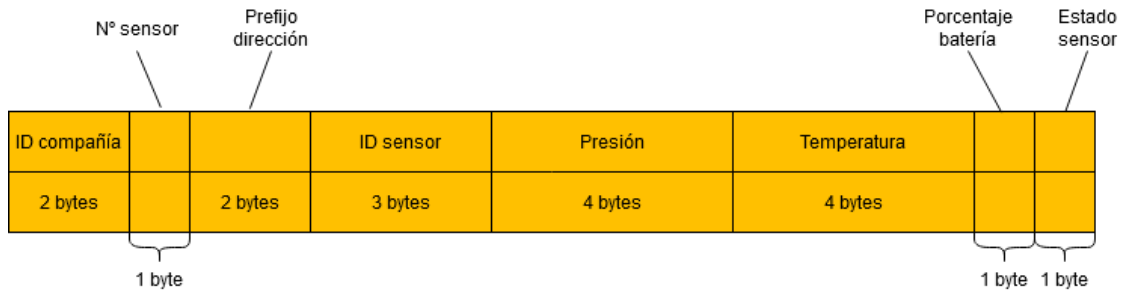 Nº sensor
Prefijo
dirección
Porcentaje
batería
Estado
sensor
ID compañía
ID sensor
Presión
Temperatura
2 bytes
2 bytes
3 bytes
4 bytes
4 bytes
1 byte
1 byte
1 byte